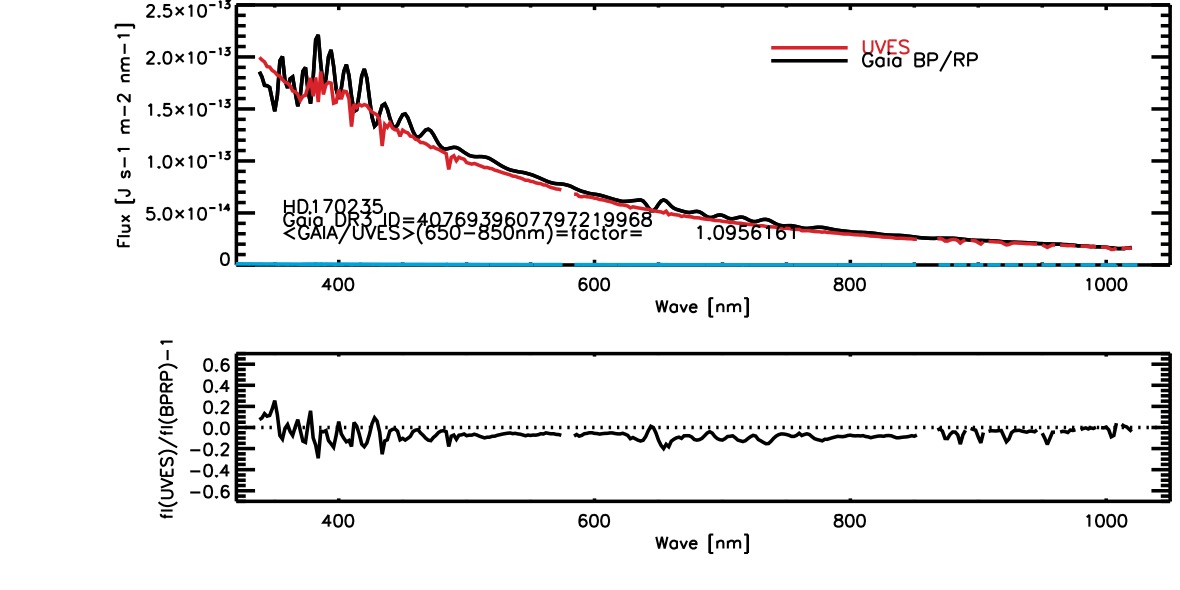 2.5×10−13
2.0×10−13
1.5×10−13
1.0×10−13
5.0×10−14
0
Flux [J s−1 m−2 nm−1]
UVES
Gaia BP/RP
HD170235
Gaia DR3 ID=4076939607797219968
<GAIA/UVES>(650−850nm)=factor= 1.0956161
400 600 800 1000
Wave [nm]
0.6
0.4
0.2
0.0
−0.2
−0.4
−0.6
fl(UVES)/fl(BPRP)−1
400 600 800 1000
Wave [nm]